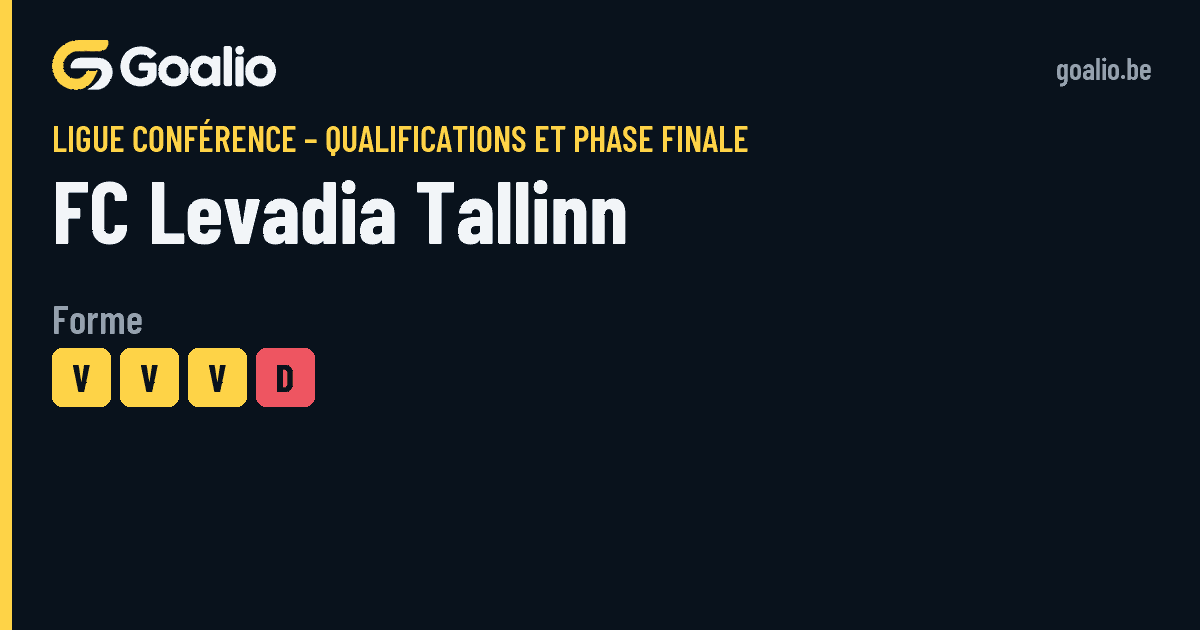 Goalio
goalio.be
LIGUE CONFÉRENCE – QUALIFICATIONS ET PHASE FINALE
FC Levadia Tallinn
Forme
V V V D